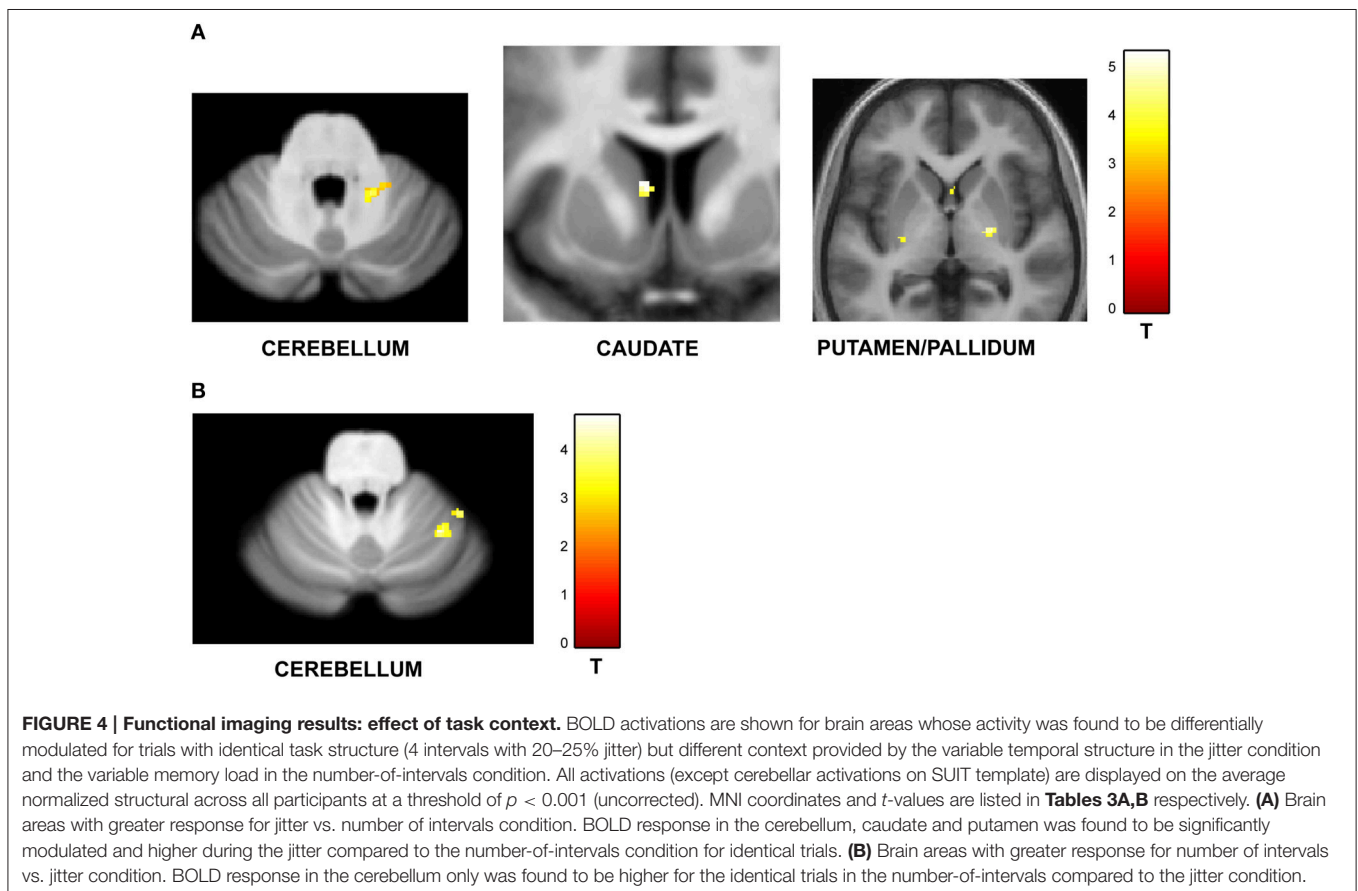 A
5
4
3
2
1
0
T
CEREBELLUM
CAUDATE
PUTAMEN/PALLIDUM
B
4
3
2
1
0
T
CEREBELLUM
FIGURE 4 | Functional imaging results: effect of task context. BOLD activations are shown for brain areas whose activity was found to be differentially
modulated for trials with identical task structure (4 intervals with 20–25% jitter) but different context provided by the variable temporal structure in the jitter condition
and the variable memory load in the number-of-intervals condition. All activations (except cerebellar activations on SUIT template) are displayed on the average
normalized structural across all participants at a threshold of p < 0.001 (uncorrected). MNI coordinates and t-values are listed in Tables 3A,B respectively. (A) Brain
areas with greater response for jitter vs. number of intervals condition. BOLD response in the cerebellum, caudate and putamen was found to be significantly
modulated and higher during the jitter compared to the number-of-intervals condition for identical trials. (B) Brain areas with greater response for number of intervals
vs. jitter condition. BOLD response in the cerebellum only was found to be higher for the identical trials in the number-of-intervals compared to the jitter condition.